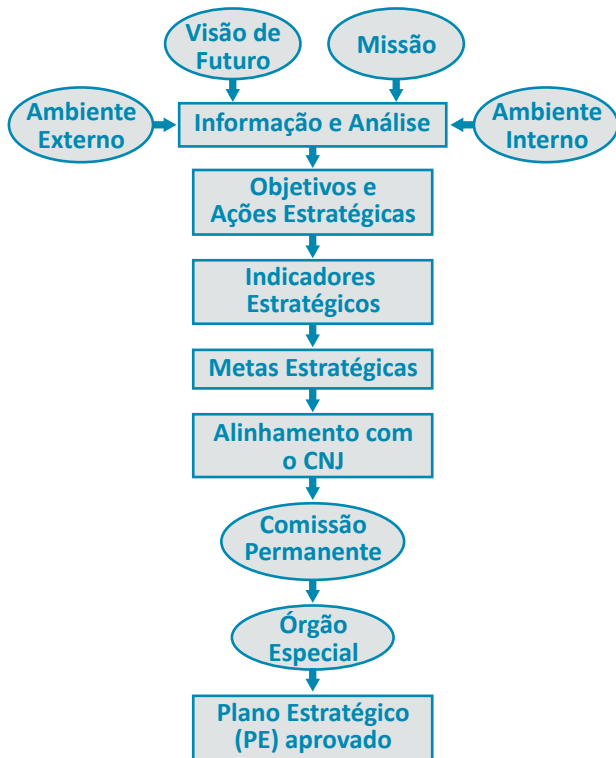 Visão de
Futuro
Missão
Ambiente
Externo
Informação e Análise
Ambiente
Interno
Objetivos e
Ações Estratégicas
Indicadores
Estratégicos
Metas Estratégicas
Alinhamento com
o CNJ
Comissão
Permanente
Órgão
Especial
Plano Estratégico
(PE) aprovado